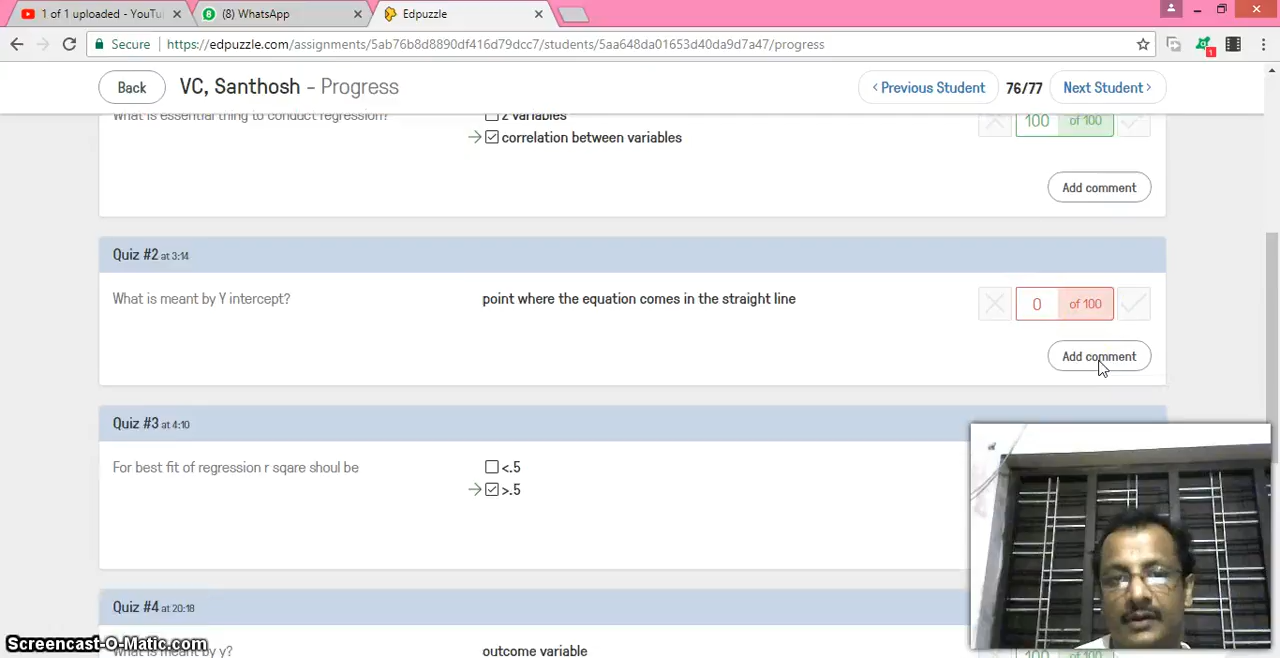 1 of 1 uploaded - YouTu
(8) WhatsApp
Edpuzzle
Secure
https://edpuzzle.com/assignments/5ab76b8d8890df416d79dcc7/students/5aa648da01653d40da9d7a47/progress
1
Back
VC, Santhosh - Progress
Previous Student
76/77
Next Student
What is essential thing to conduct regression?
2 variables
correlation between variables
100 of 100
Add comment
Quiz #2 at 3:14
What is meant by Y intercept?
point where the equation comes in the straight line
0 of 100
Add comment
Quiz #3 at 4:10
For best fit of regression r sqare shoul be
<.5
>.5
Quiz #4 at 20:18
What is meant by y?
outcome variable
100 of 100
Screencast-O-Matic.com